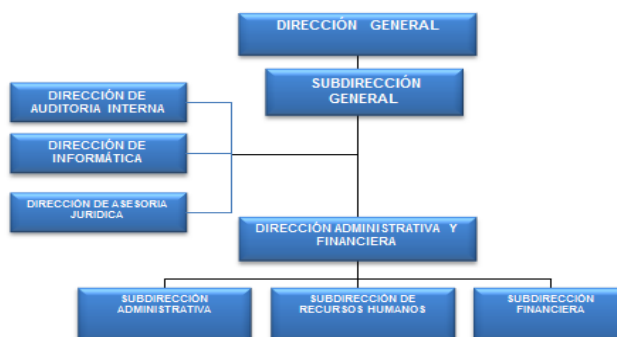 DIRECCIÓN GENERAL
SUBDIRECCIÓN
GENERAL
DIRECCIÓN DE
AUDITORIA INTERNA
DIRECCIÓN DE
INFORMÁTICA
DIRECCIÓN DE ASESORIA
JURIDICA
DIRECCIÓN ADMINISTRATIVA Y
FINANCIERA
SUBDIRECCIÓN
ADMINISTRATIVA
SUBDIRECCIÓN DE
RECURSOS HUMANOS
SUBDIRECCIÓN
FINANCIERA